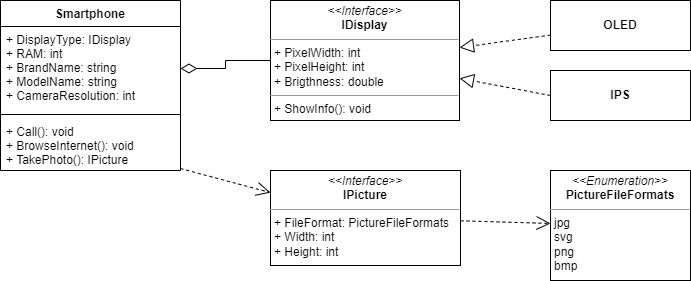 Smartphone
+ DisplayType: IDisplay
+ RAM: int
+ BrandName: string
+ ModelName: string
+ CameraResolution: int
+ Call(): void
+ BrowseInternet(): void
+ TakePhoto(): IPicture
<<Interface>>
IDisplay
+ PixelWidth: int
+ PixelHeight: int
+ Brigthness: double
+ ShowInfo(): void
OLED
IPS
<<Interface>>
IPicture
+ FileFormat: PictureFileFormats
+ Width: int
+ Height: int
<<Enumeration>>
PictureFileFormats
jpg
svg
png
bmp